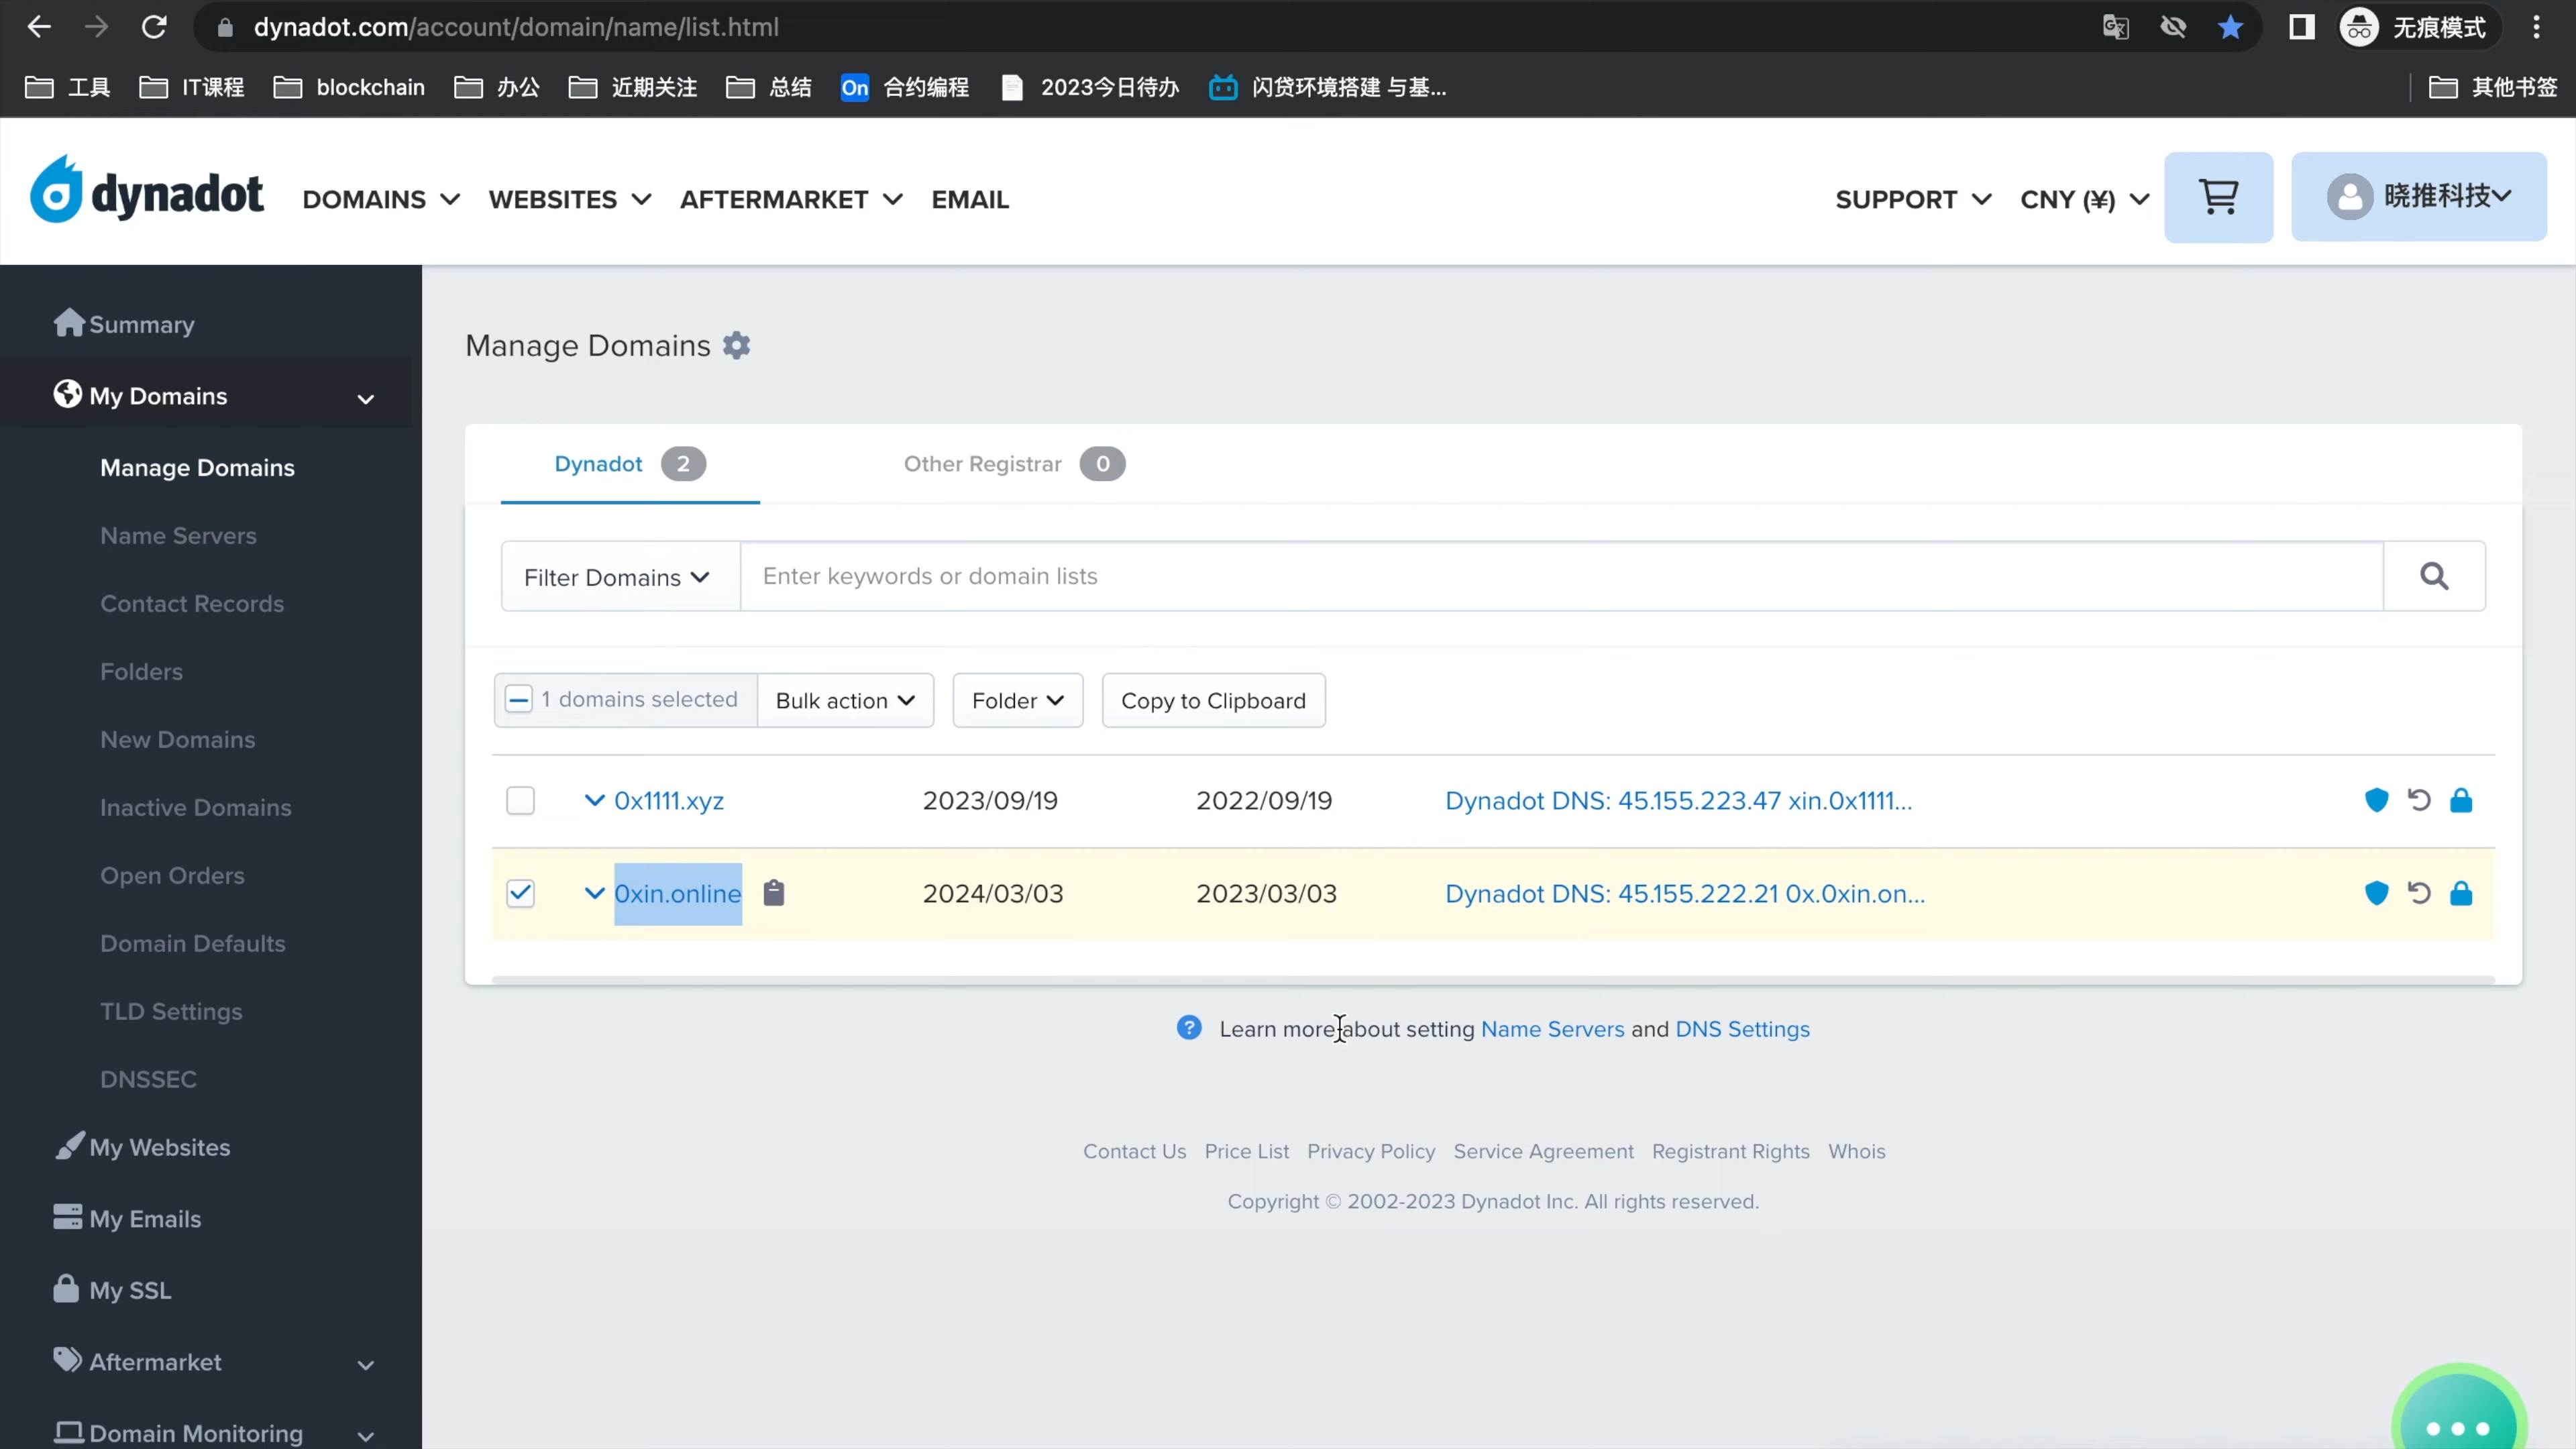 dynadot.com/account/domain/name/list.html
无痕模式
工具 IT课程 blockchain 办公 近期关注 总结 On 合约编程 2023今日待办 闪贷环境搭建 与基... 其他书签
dynadot DOMAINS WEBSITES AFTERMARKET EMAIL SUPPORT CNY (¥) 晓推科技
Summary
My Domains
Manage Domains
Name Servers
Contact Records
Folders
New Domains
Inactive Domains
Open Orders
Domain Defaults
TLD Settings
DNSSEC
My Websites
My Emails
My SSL
Aftermarket
Domain Monitoring
Manage Domains
Dynadot 2 Other Registrar 0
Filter Domains Enter keywords or domain lists
1 domains selected Bulk action Folder Copy to Clipboard
0x1111.xyz 2023/09/19 2022/09/19 Dynadot DNS: 45.155.223.47 xin.0x1111...
0xin.online 2024/03/03 2023/03/03 Dynadot DNS: 45.155.222.21 0x.0xin.on...
? Learn more about setting Name Servers and DNS Settings
Contact Us Price List Privacy Policy Service Agreement Registrant Rights Whois
Copyright © 2002-2023 Dynadot Inc. All rights reserved.